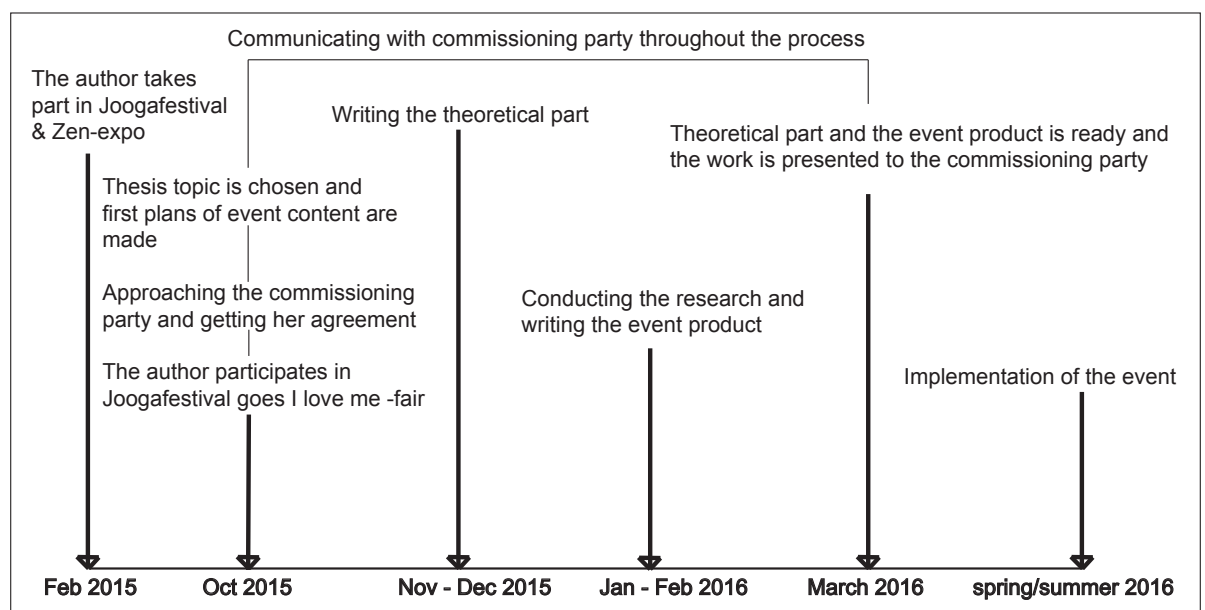 Communicating with commissioning party throughout the process
The author takes
part in Joogafestival
& Zen-expo
Thesis topic is chosen and
first plans of event content are
made
Approaching the commissioning
party and getting her agreement
The author participates in
Joogafestival goes I love me -fair
Writing the theoretical part
Conducting the research and
writing the event product
Theoretical part and the event product is ready and
the work is presented to the commissioning party
Implementation of the event
Feb 2015
Oct 2015
Nov - Dec 2015
Jan - Feb 2016
March 2016
spring/summer 2016